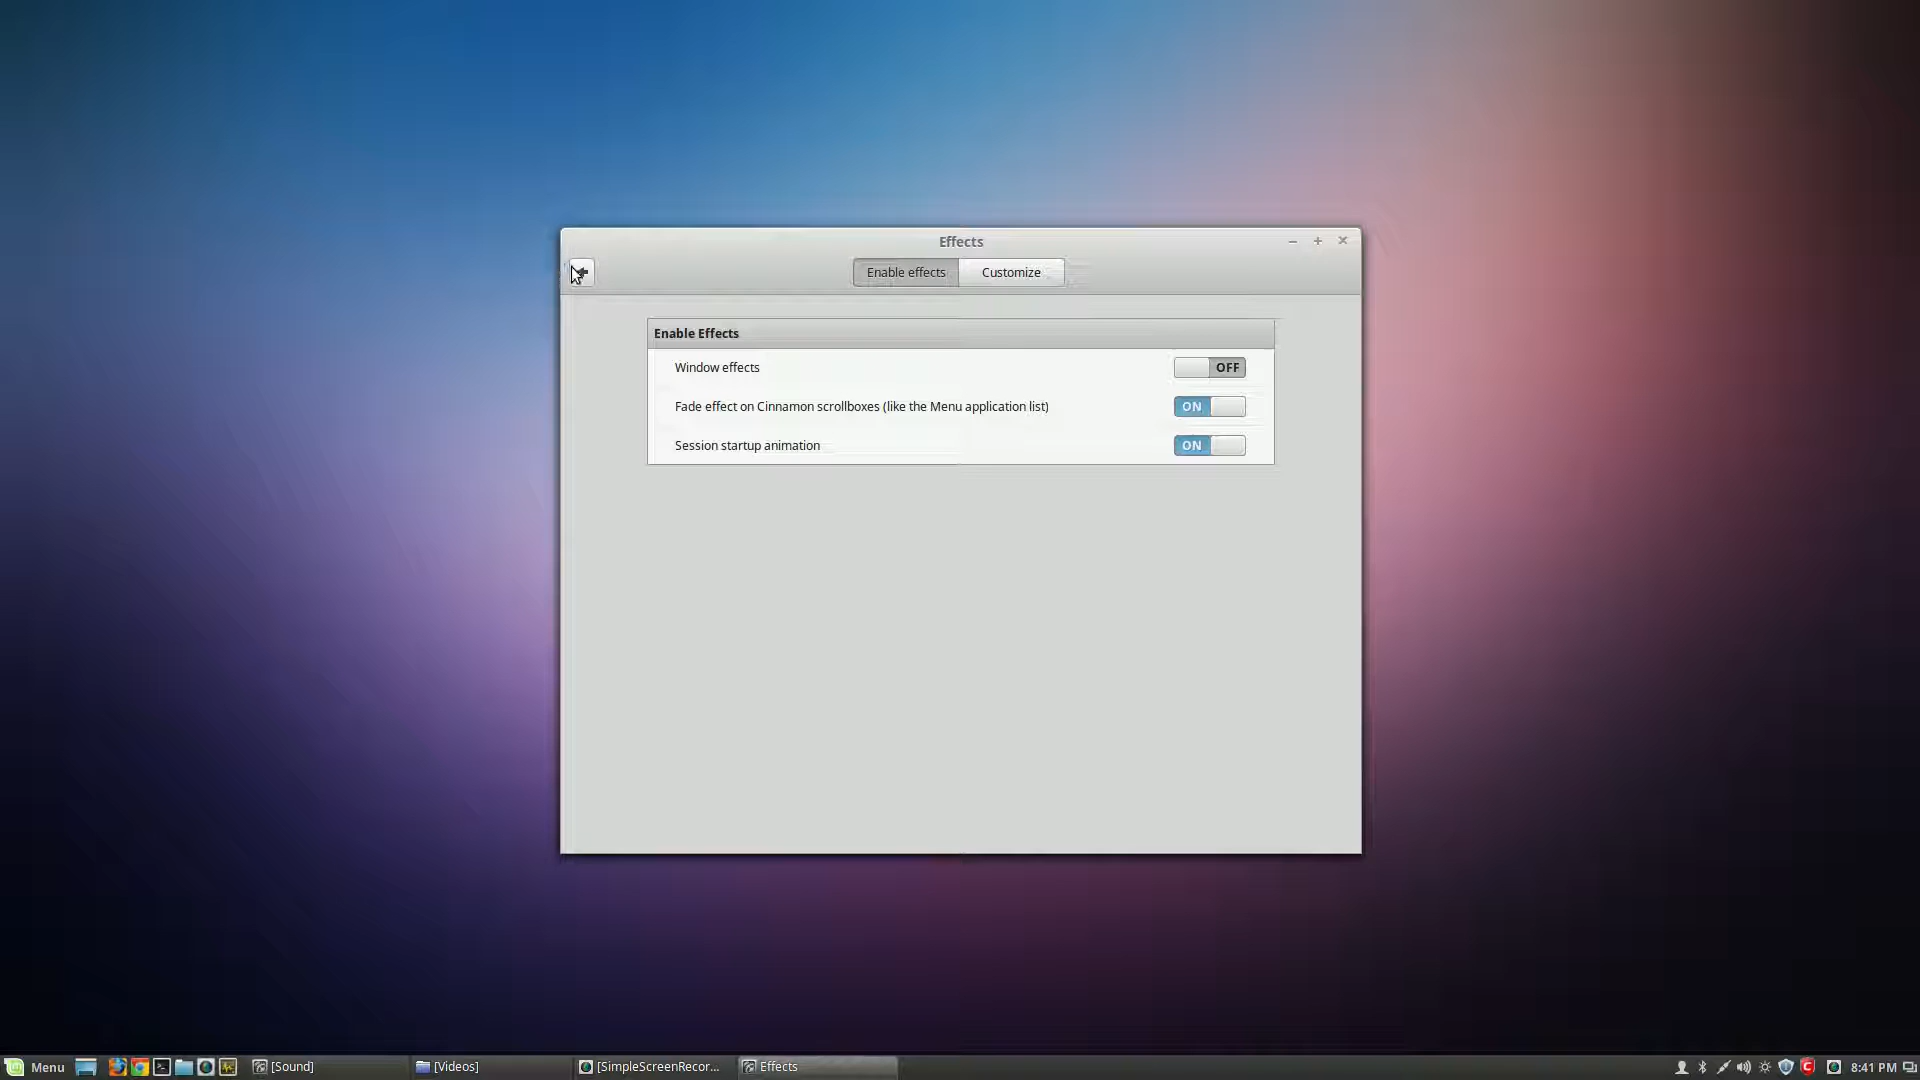 Effects
Enable effects
Customize
Enable Effects
Window effects
OFF
Fade effect on Cinnamon scrollboxes (like the Menu application list)
ON
Session startup animation
ON
Menu
[Sound]
[Videos]
[SimpleScreenRecor...
Effects
8:41 PM